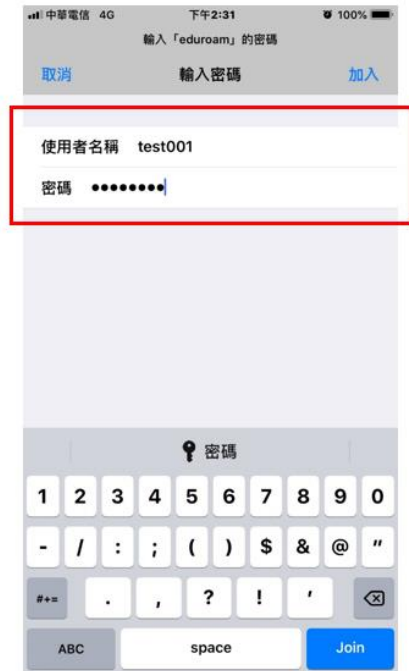 中華電信 4G 下午2:31 100%
輸入「eduroam」的密碼
取消 輸入密碼 加入
使用者名稱 test001
密碼 ••••••••
密碼
1 2 3 4 5 6 7 8 9 0
- / : ; ( ) $ & @ "
#+= . , ? ! '
ABC space Join